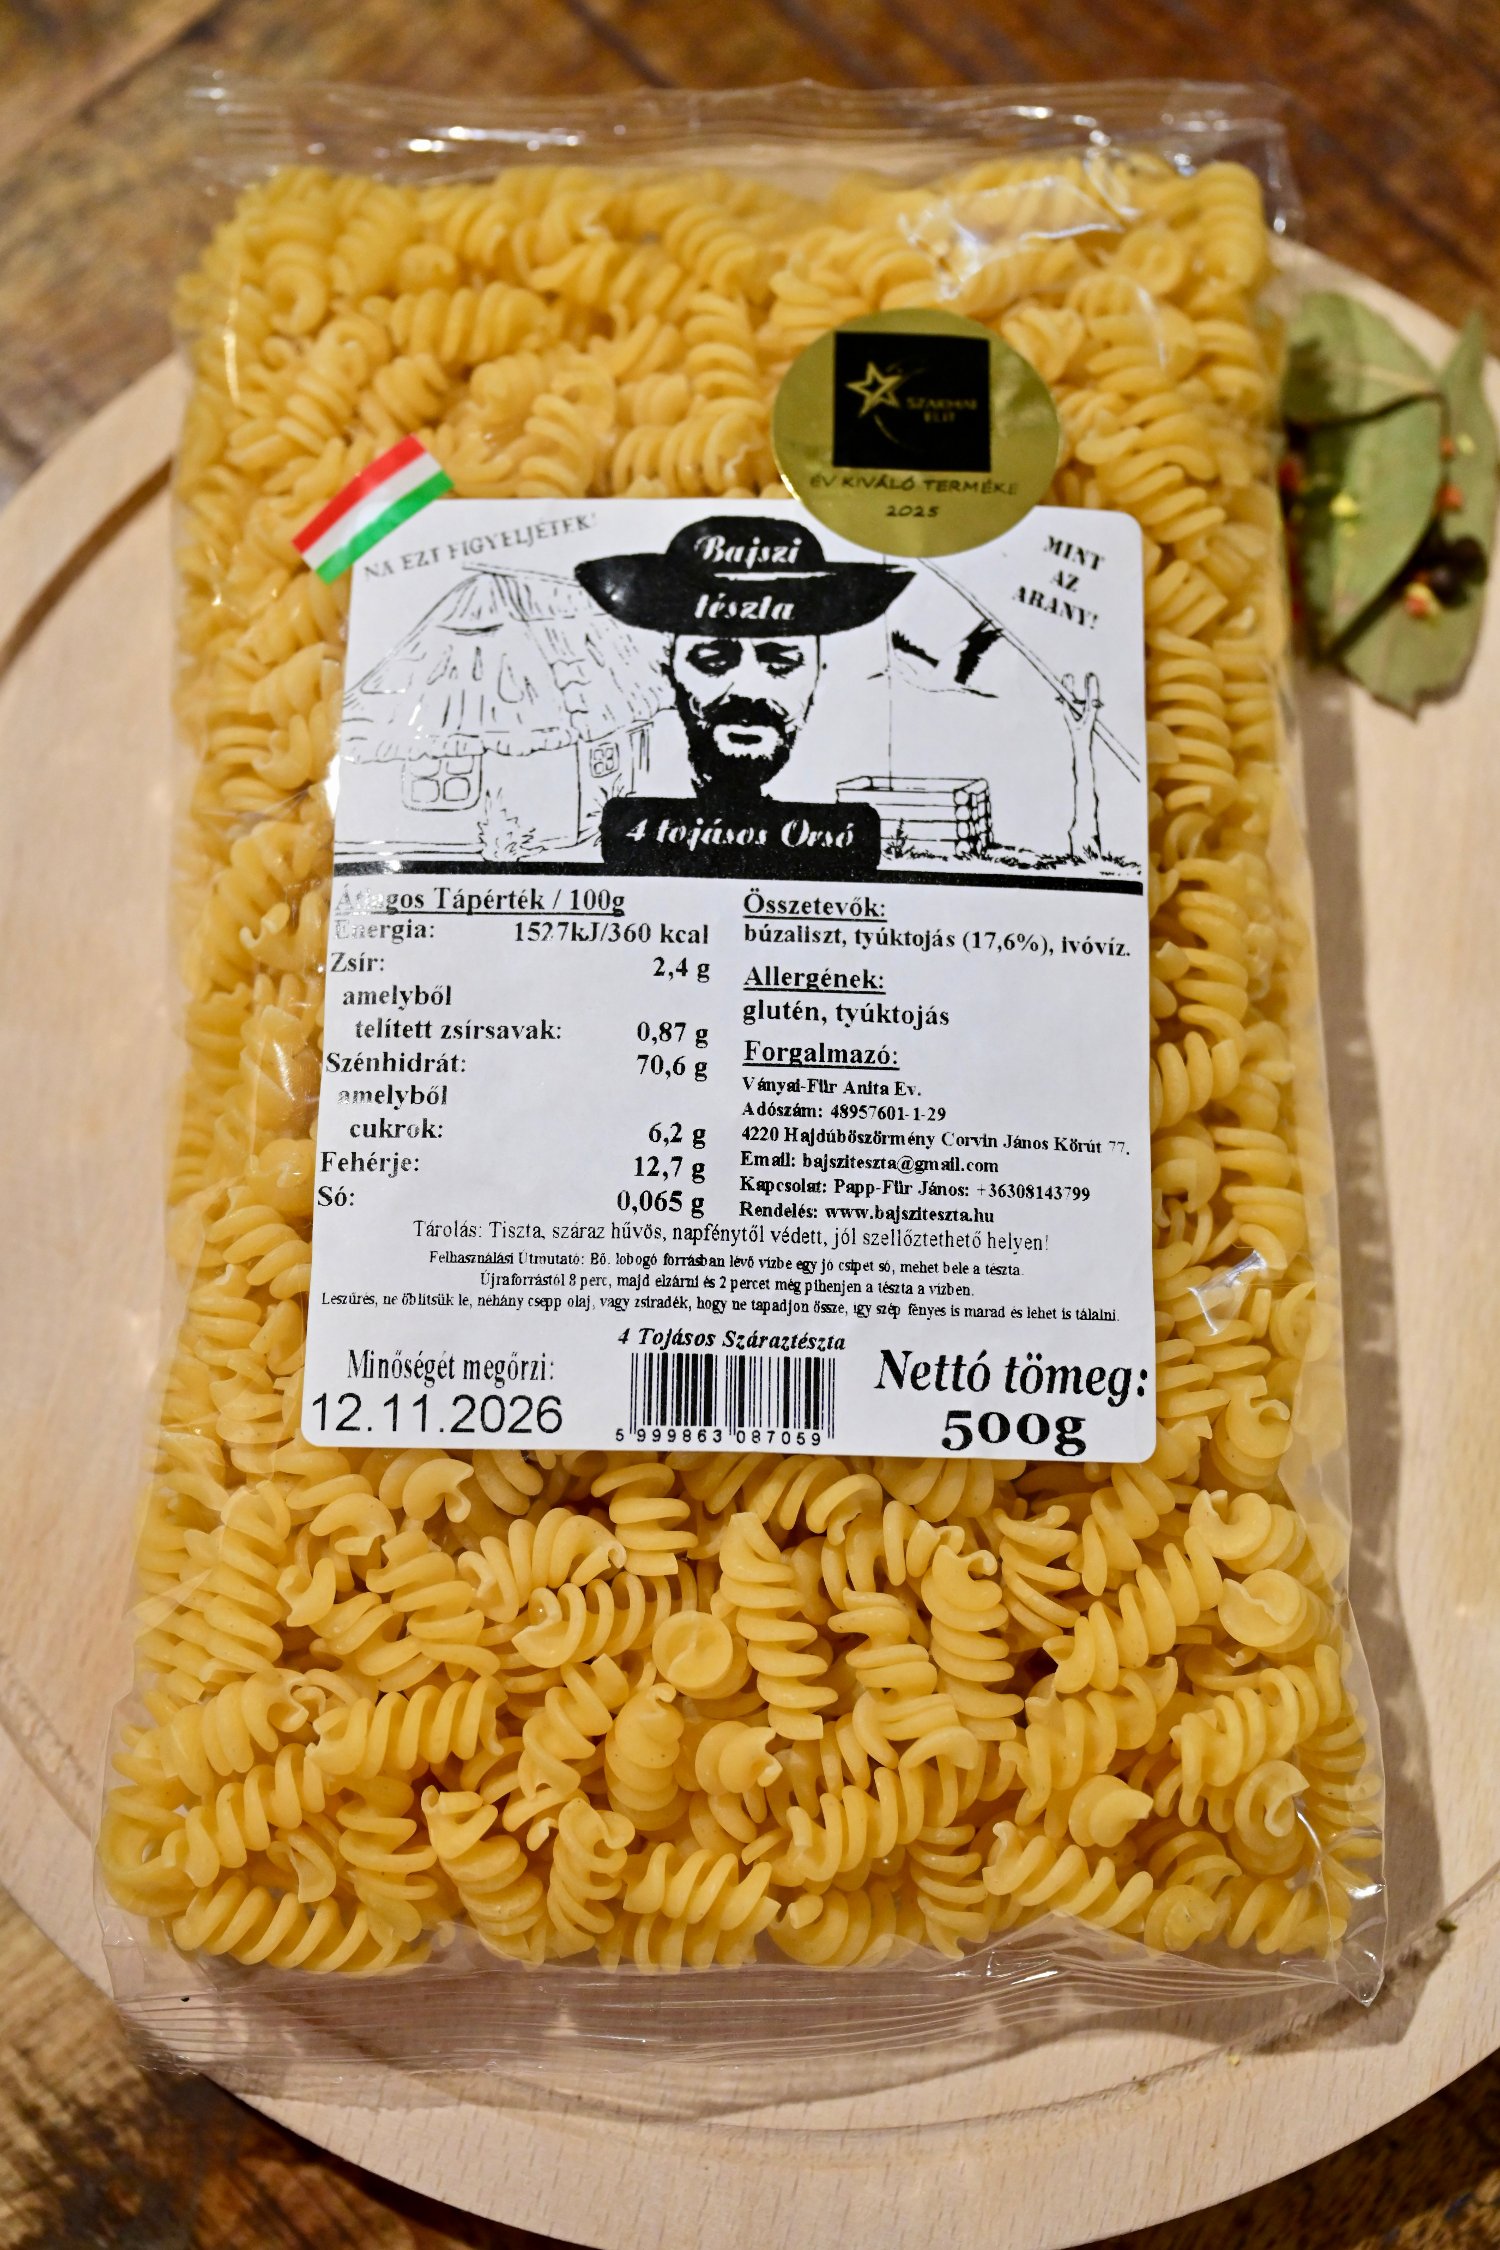 SZAKMAI
ELIT
ÉV KIVÁLÓ TERMÉKE
2025
NA EZT FIGYELJÉTEK!
MINT
AZ
ARANY!
Bajszi
tészta
4 tojásos Orsó
Átlagos Tápérték / 100g
Energia: 1527kJ/360 kcal
Zsír: 2,4 g
amelyből
telített zsírsavak: 0,87 g
Szénhidrát: 70,6 g
amelyből
cukrok: 6,2 g
Fehérje: 12,7 g
Só: 0,065 g
Összetevők:
búzaliszt, tyúktojás (17,6%), ivóvíz.
Allergének:
glutén, tyúktojás
Forgalmazó:
Ványai-Für Anita Ev.
Adószám: 48957601-1-29
4220 Hajdúböszörmény Corvin János Körút 77.
Email: bajsziteszta@gmail.com
Kapcsolat: Papp-Für János: +36308143799
Rendelés: www.bajsziteszta.hu
Tárolás: Tiszta, száraz hűvös, napfénytől védett, jól szellőztethető helyen!
Felhasználási Útmutató: Bő, lobogó forrásban lévő vízbe egy jó csipet só, mehet bele a tészta.
Újraforrástól 8 perc, majd elzárni és 2 percet még pihenjen a tészta a vízben.
Leszűrés, ne öblítsük le, néhány csepp olaj, vagy zsiradék, hogy ne tapadjon össze, így szép fényes is marad és lehet is tálalni.
4 Tojásos Száraztészta
Minőségét megőrzi:
12.11.2026
5 999863 087059
Nettó tömeg:
500g